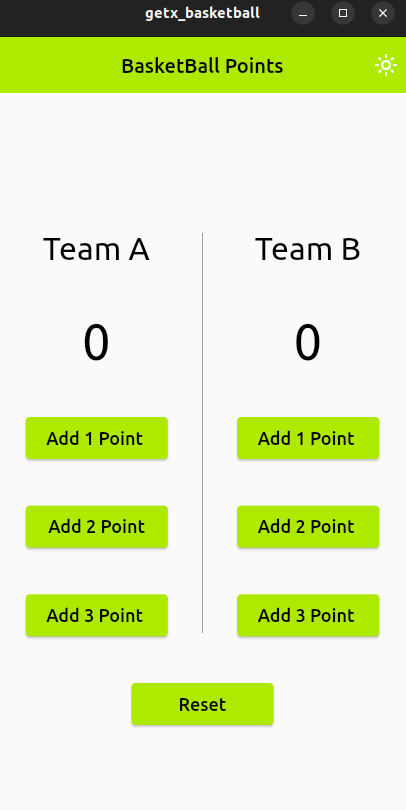 getx_basketball
BasketBall Points
Team A
0
Add 1 Point
Add 2 Point
Add 3 Point
Team B
0
Add 1 Point
Add 2 Point
Add 3 Point
Reset